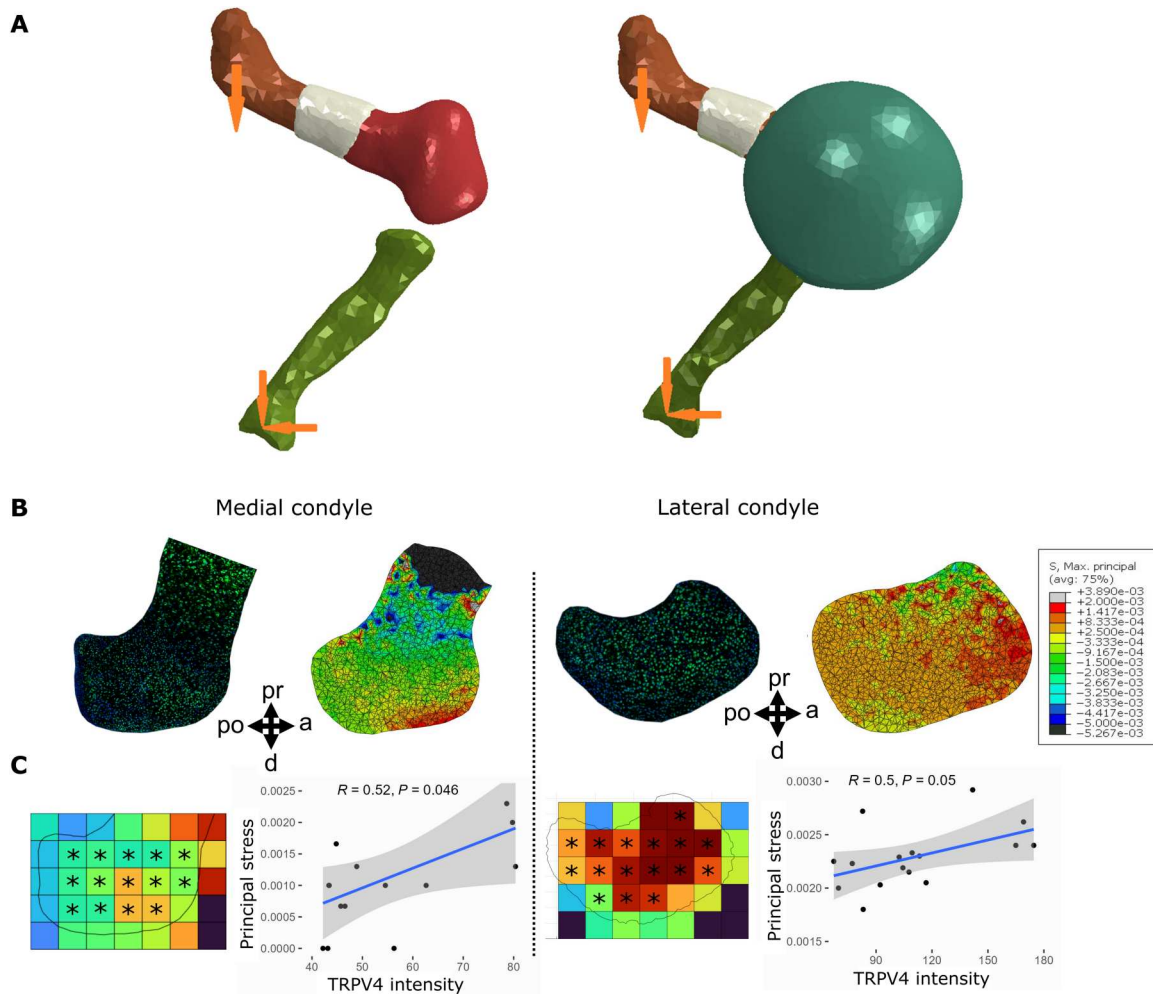 A
B
Medial condyle
Lateral condyle
S, Max. principal
(avg: 75%)
+3.890e−03
+2.000e−03
+1.417e−03
+8.333e−04
+2.500e−04
−3.333e−04
−9.167e−04
−1.500e−03
−2.083e−03
−2.667e−03
−3.250e−03
−3.833e−03
−4.417e−03
−5.000e−03
−5.267e−03
pr
po
a
d
pr
po
a
d
C
R = 0.52, P = 0.046
Principal stress
0.0025
0.0020
0.0015
0.0010
0.0005
0.0000
40
50
60
70
80
TRPV4 intensity
* * * * *
* * * * *
* * * *
R = 0.5, P = 0.05
Principal stress
0.0030
0.0025
0.0020
0.0015
90
120
150
180
TRPV4 intensity
*
* * * * * *
* * * * * *
* * *